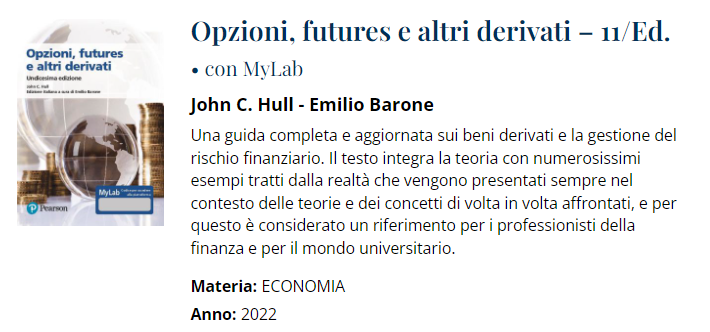 Opzioni, futures e altri derivati – 11/Ed.
• con MyLab
John C. Hull - Emilio Barone
Una guida completa e aggiornata sui beni derivati e la gestione del
rischio finanziario. Il testo integra la teoria con numerosissimi
esempi tratti dalla realtà che vengono presentati sempre nel
contesto delle teorie e dei concetti di volta in volta affrontati, e per
questo è considerato un riferimento per i professionisti della
finanza e per il mondo universitario.
Materia: ECONOMIA
Anno: 2022
Opzioni, futures
e altri derivati
Undicesima edizione
John C. Hull
Edizione italiana a cura di Emilio Barone
MyLab
Pearson